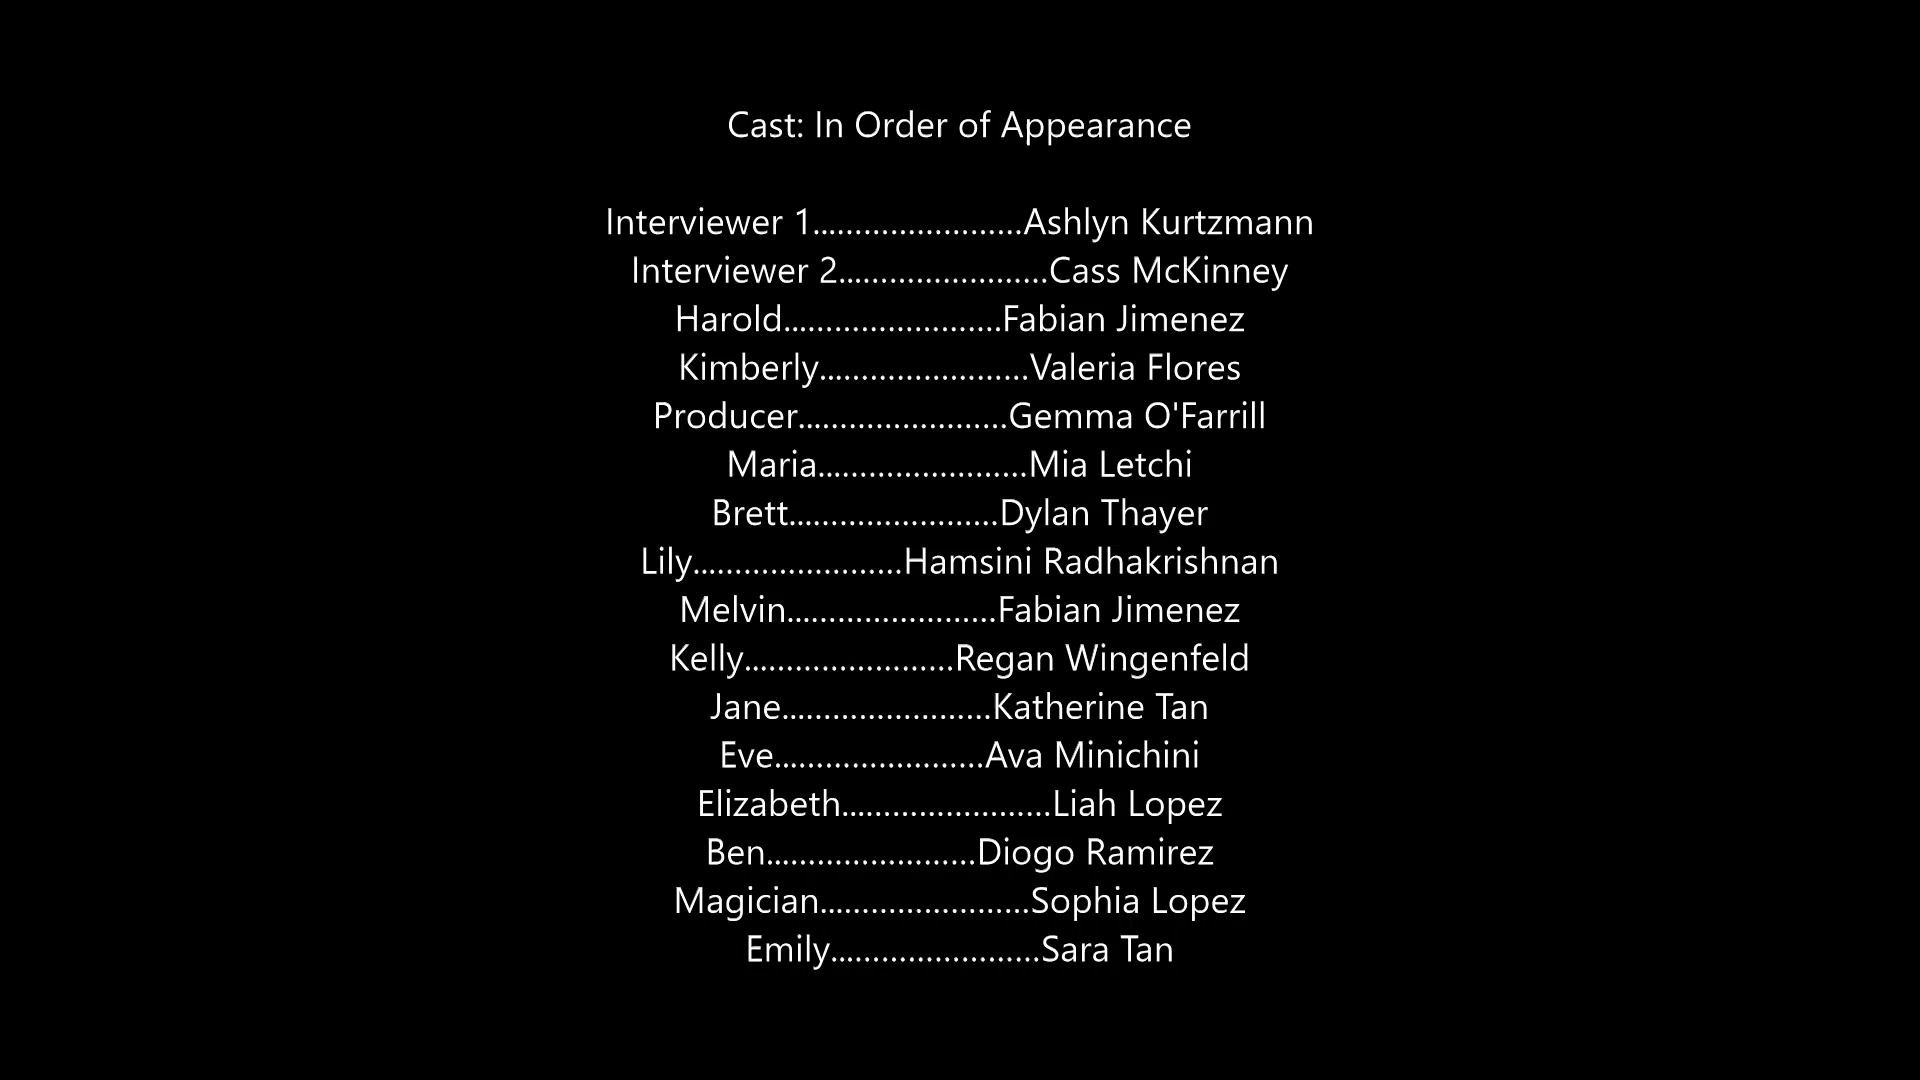 Cast: In Order of Appearance
Interviewer 1.........................Ashlyn Kurtzmann
Interviewer 2.........................Cass McKinney
Harold..........................Fabian Jimenez
Kimberly.........................Valeria Flores
Producer.........................Gemma O'Farrill
Maria.........................Mia Letchi
Brett.........................Dylan Thayer
Lily.........................Hamsini Radhakrishnan
Melvin.........................Fabian Jimenez
Kelly.........................Regan Wingenfeld
Jane.........................Katherine Tan
Eve.........................Ava Minichini
Elizabeth.........................Liah Lopez
Ben.........................Diogo Ramirez
Magician.........................Sophia Lopez
Emily.........................Sara Tan